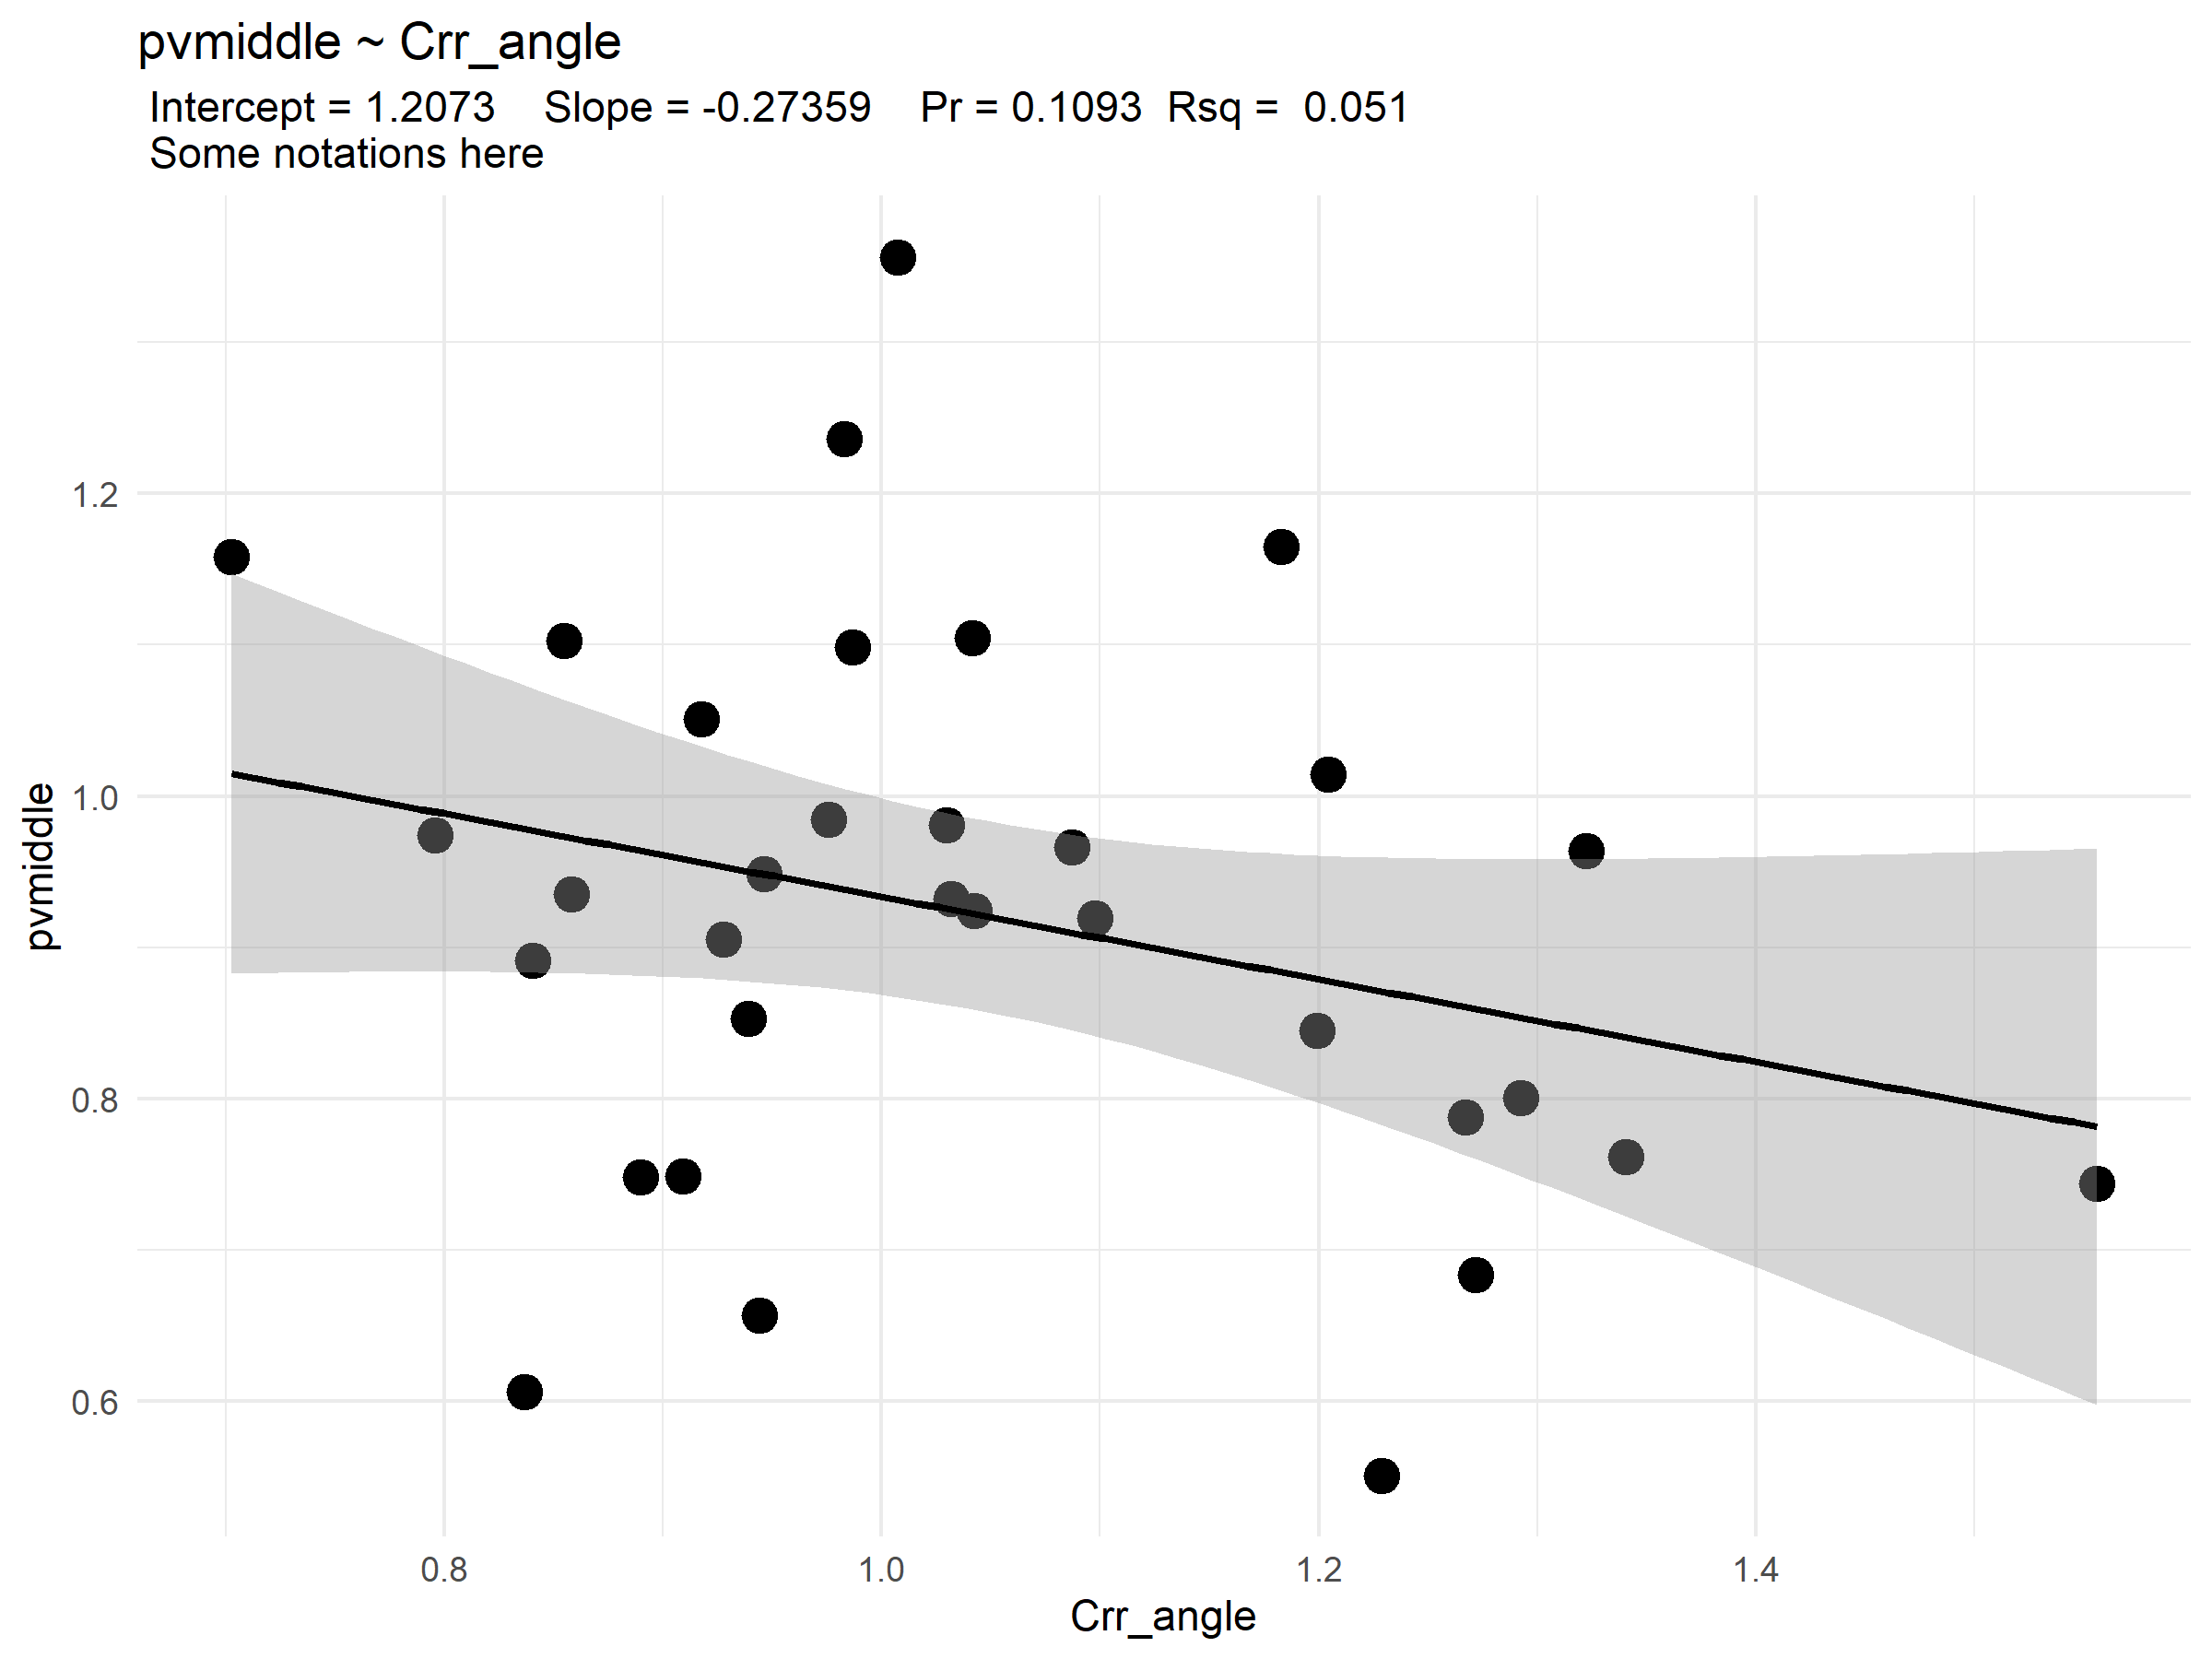 pvmiddle ~ Crr_angle
Intercept = 1.2073 Slope = -0.27359 Pr = 0.1093 Rsq = 0.051
Some notations here
pvmiddle
1.2
1.0
0.8
0.6
0.8 1.0 1.2 1.4
Crr_angle